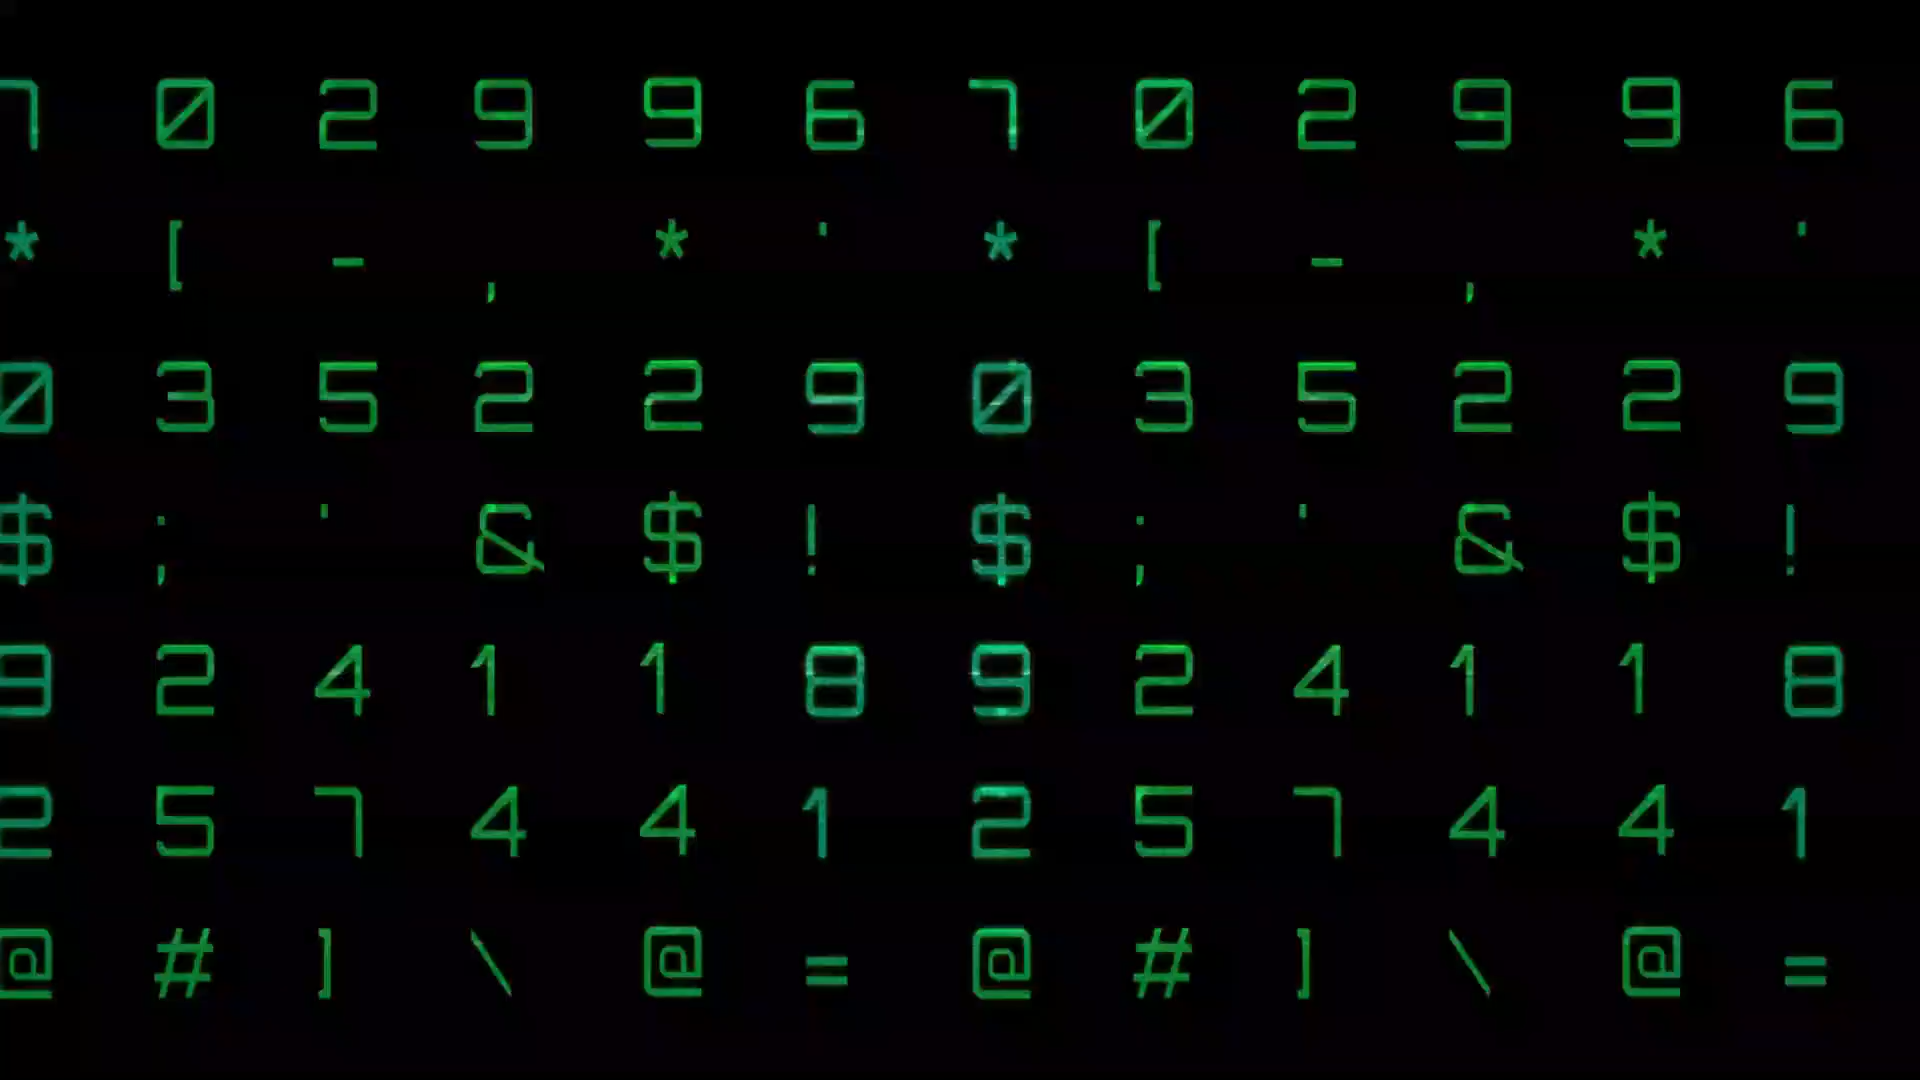 7 0 2 9 9 6 7 0 2 9 9 6
* [ - , * ' * [ - , * '
0 3 5 2 2 9 0 3 5 2 2 9
$ ; ' & $ ! $ ; ' & $ !
9 2 4 1 1 8 9 2 4 1 1 8
2 5 7 4 4 1 2 5 7 4 4 1
@ # ] \ @ = @ # ] \ @ =